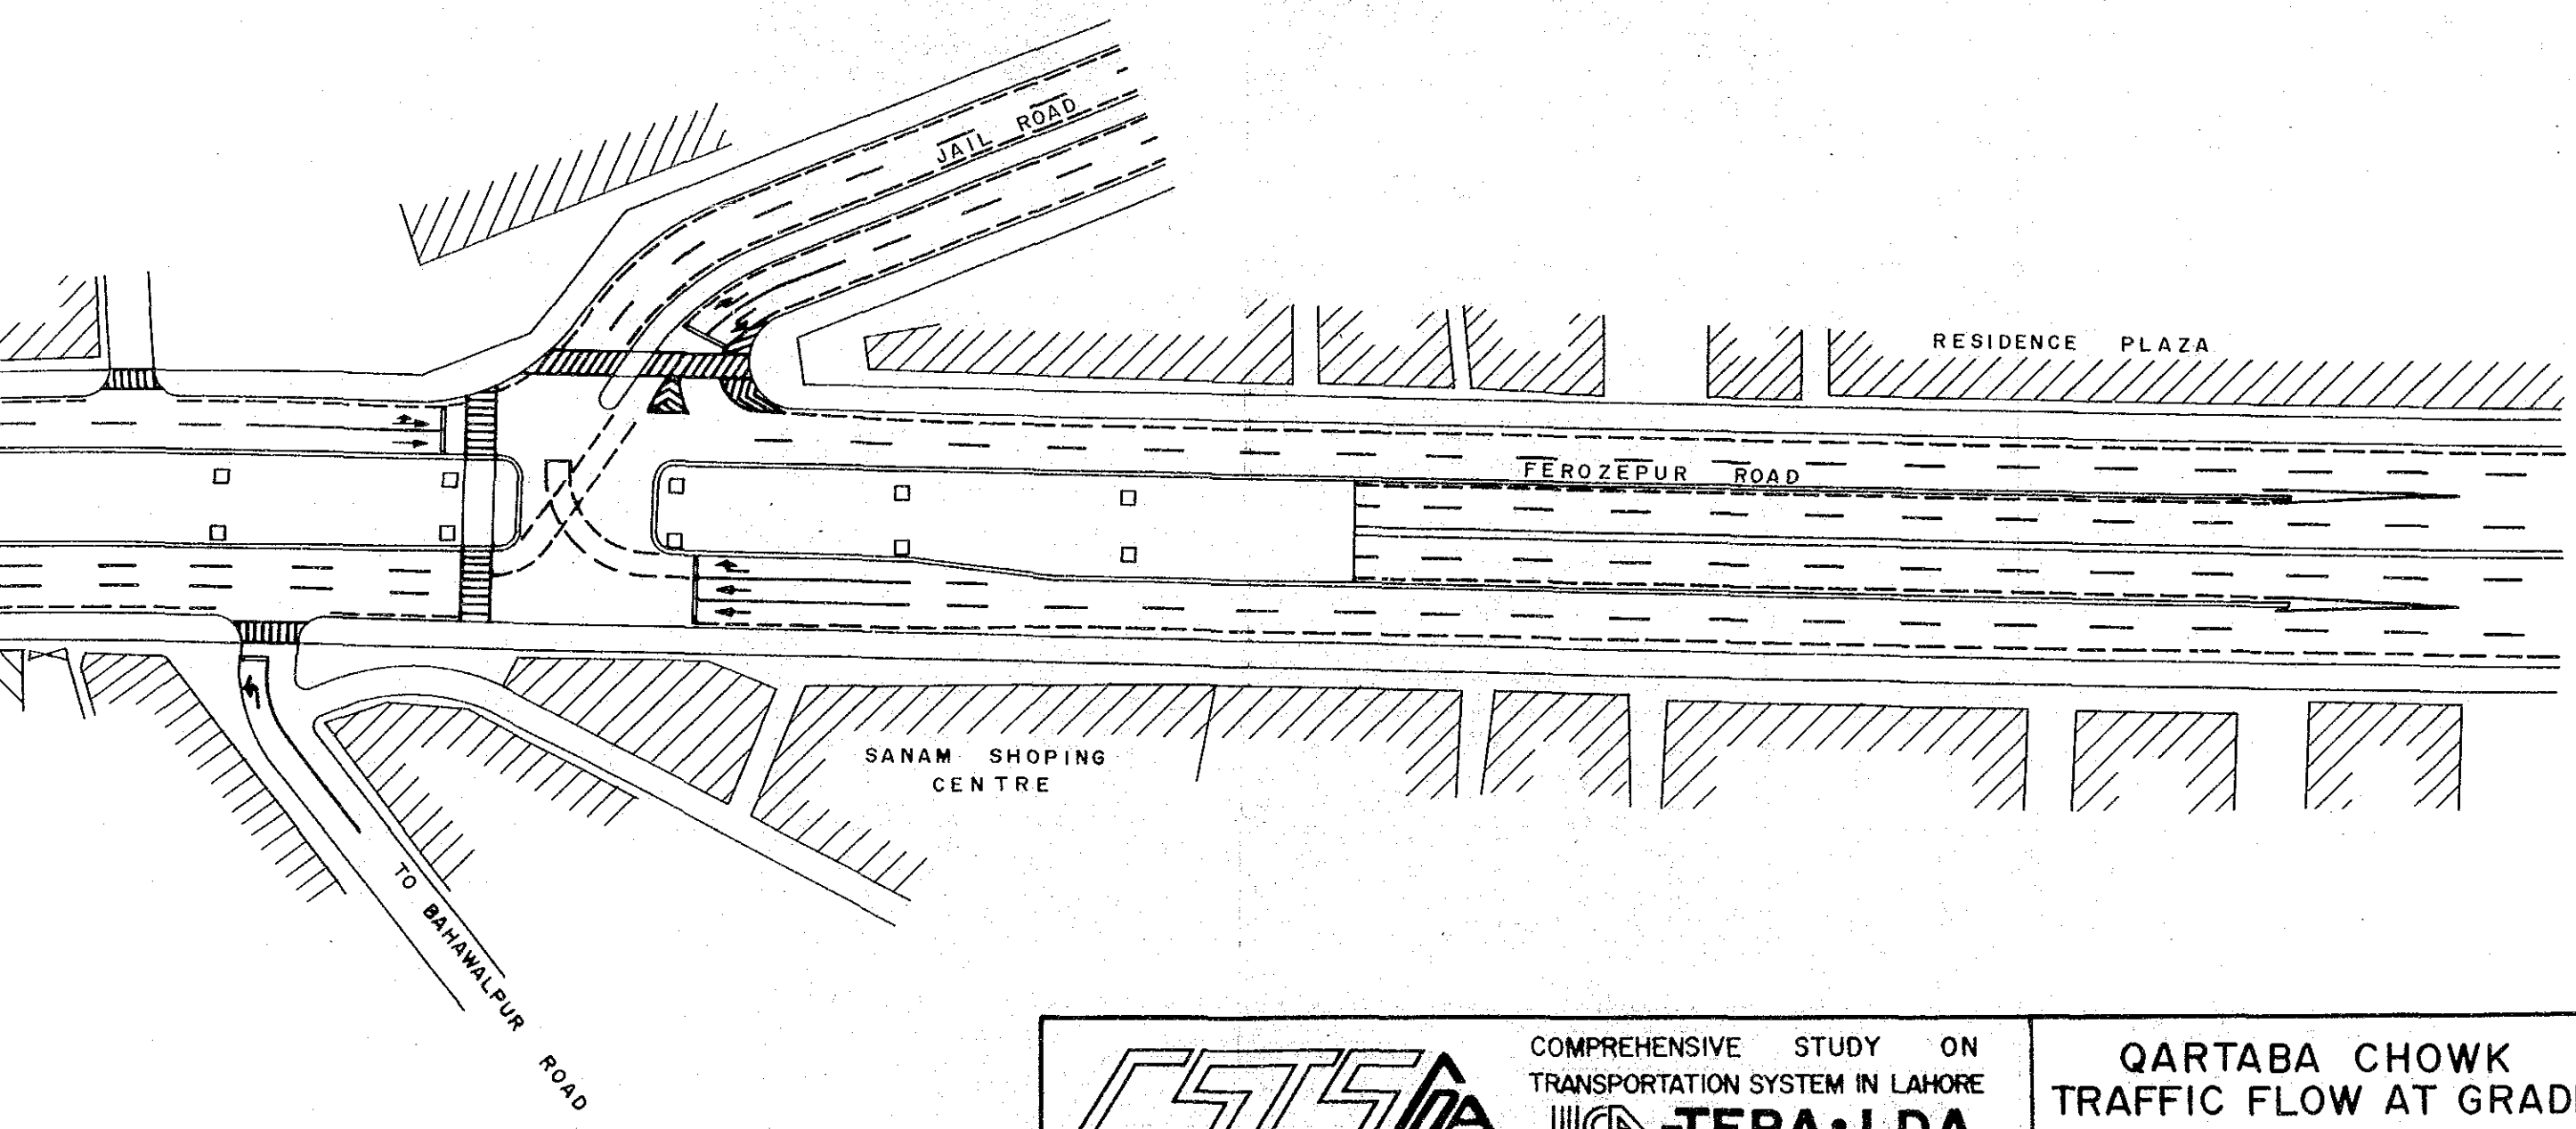 JAIL ROAD
RESIDENCE PLAZA
FEROZEPUR ROAD
SANAM SHOPING
CENTRE
TO BAHAWALPUR ROAD
COMPREHENSIVE STUDY ON
TRANSPORTATION SYSTEM IN LAHORE
QARTABA CHOWK
TRAFFIC FLOW AT GRAD